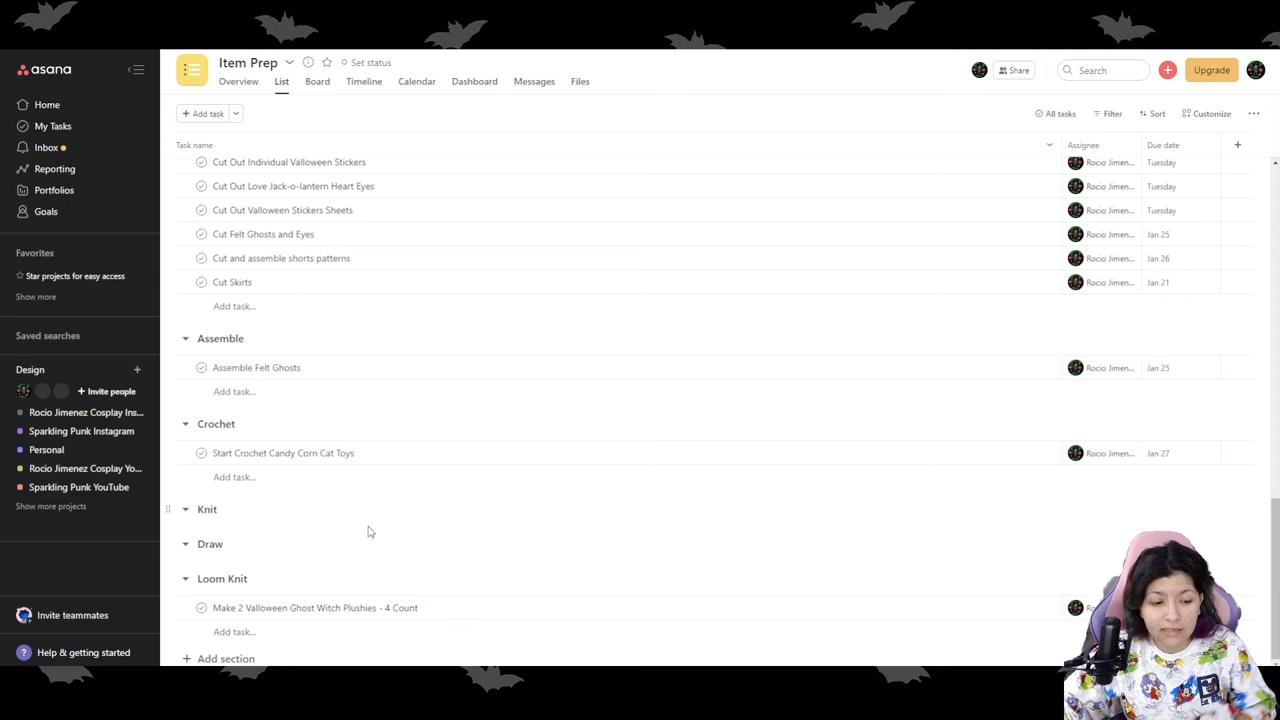 asana
Home
My Tasks
Inbox
Reporting
Portfolios
Goals
Favorites
Star projects for easy access
Show more
Saved searches
Design
Invite people
Rocio Jimenez Cosplay Ins...
Sparkling Punk Instagram
Personal
Rocio Jimenez Cosplay Yo...
Sparkling Punk YouTube
Show more projects
Invite teammates
? Help & getting started
Item Prep
Set status
Overview List Board Timeline Calendar Dashboard Messages Files
Share
Search
Upgrade
+ Add task
All tasks Filter Sort Customize ...
Task name Assignee Due date +
Cut Out Individual Valloween Stickers Rocio Jimen... Tuesday
Cut Out Love Jack-o-lantern Heart Eyes Rocio Jimen... Tuesday
Cut Out Valloween Stickers Sheets Rocio Jimen... Tuesday
Cut Felt Ghosts and Eyes Rocio Jimen... Jan 25
Cut and assemble shorts patterns Rocio Jimen... Jan 26
Cut Skirts Rocio Jimen... Jan 21
Add task...
Assemble
Assemble Felt Ghosts Rocio Jimen... Jan 25
Add task...
Crochet
Start Crochet Candy Corn Cat Toys Rocio Jimen... Jan 27
Add task...
Knit
Draw
Loom Knit
Make 2 Valloween Ghost Witch Plushies - 4 Count
Add task...
+ Add section